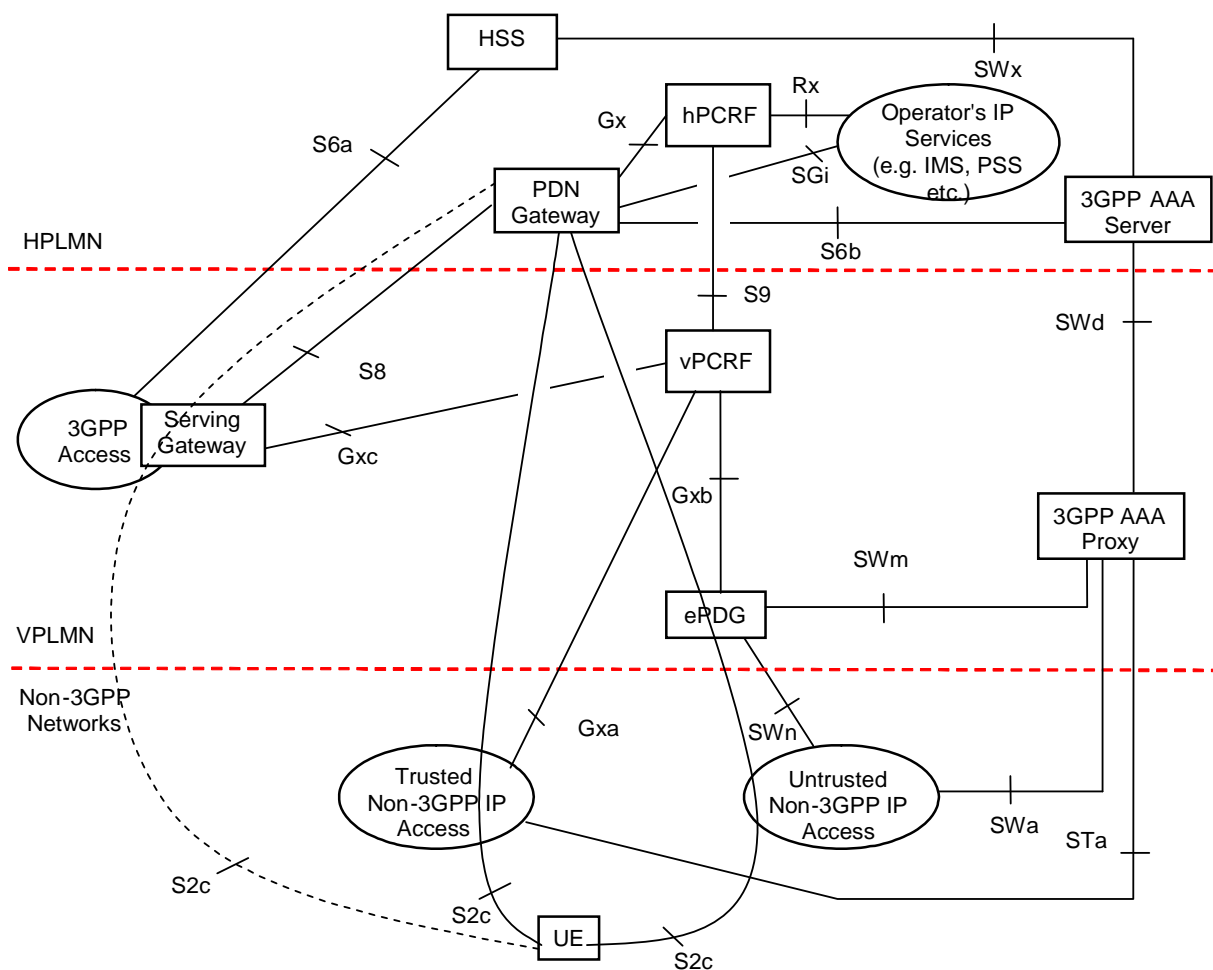 HSS
SWx
Rx
hPCRF
Gx
Operator's IP
Services
(e.g. IMS, PSS
etc.)
S6a
SGi
PDN
Gateway
3GPP AAA
Server
HPLMN
S6b
S9
SWd
vPCRF
S8
Serving
Gateway
3GPP
Access
Gxc
Gxb
3GPP AAA
Proxy
SWm
ePDG
VPLMN
Non-3GPP
Networks
Gxa
SWn
Trusted
Non-3GPP IP
Access
Untrusted
Non-3GPP IP
Access
SWa
STa
S2c
S2c
UE
S2c